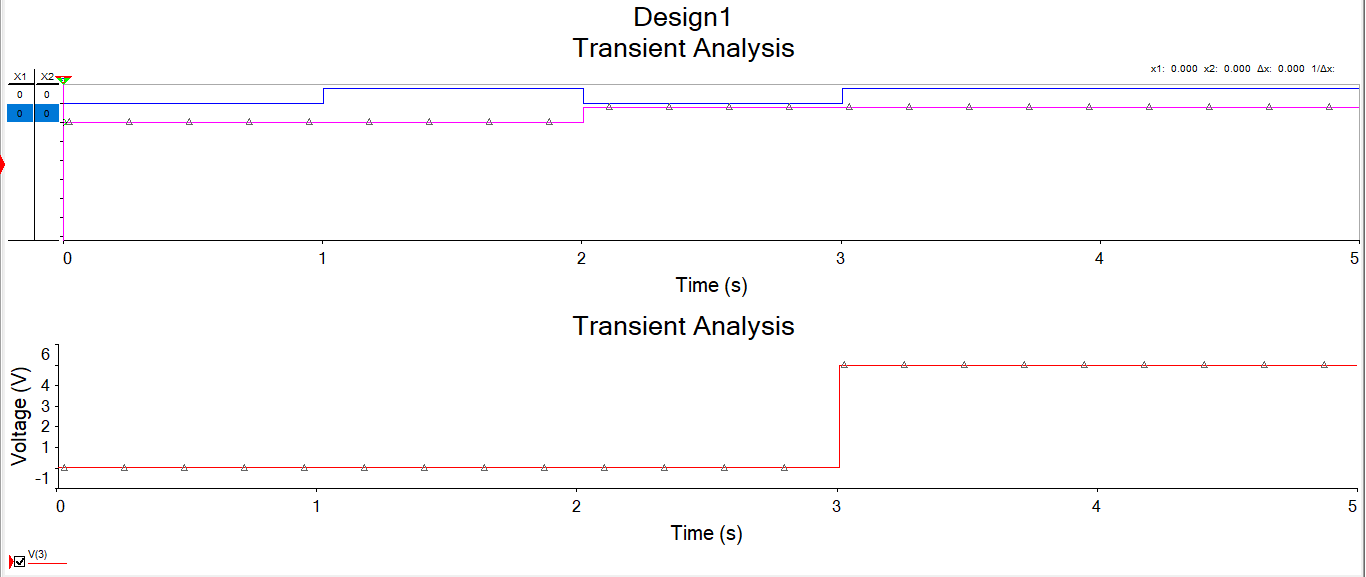 Design1
Transient Analysis
x1: 0.000 x2: 0.000 Δx: 0.000 1/Δx:
X1 X2
0 0
0 0
0 1 2 3 4 5
Time (s)
Transient Analysis
6
4
3
2
1
-1
Voltage (V)
0 1 2 3 4 5
Time (s)
V(3)